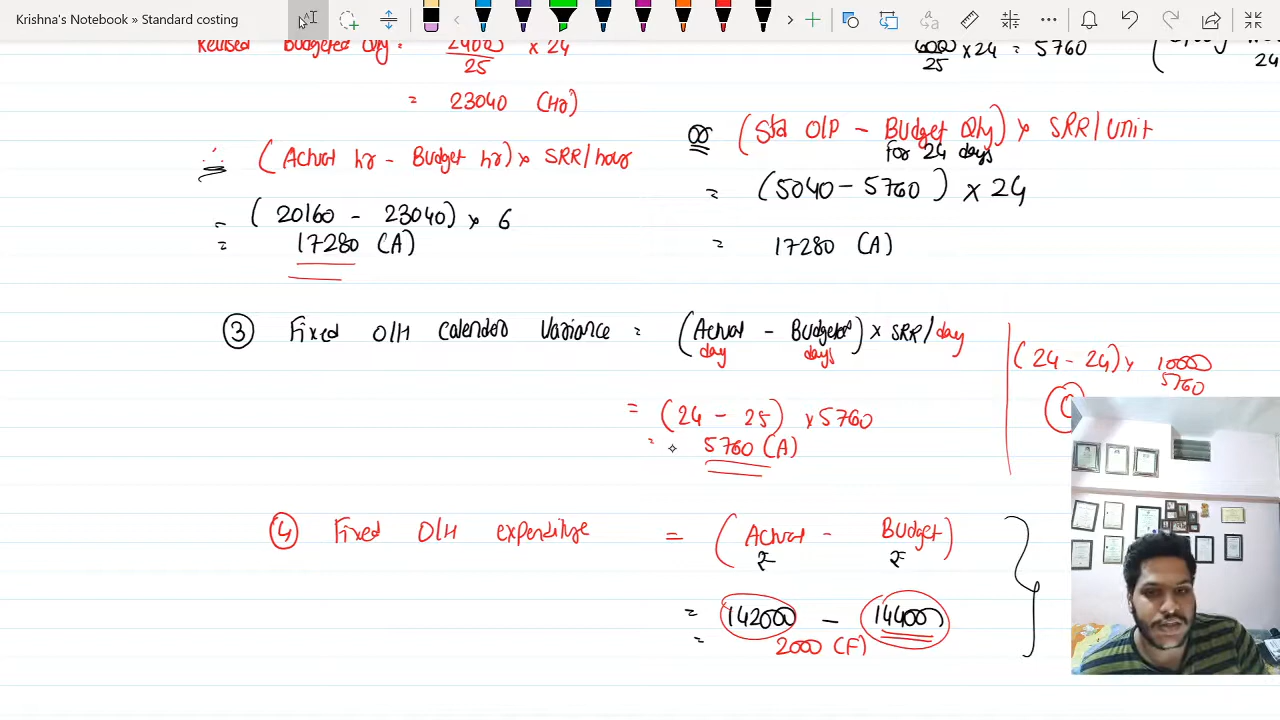 Krishna's Notebook » Standard costing
Revised Budgeted Qty = 24000/25 × 24
= 23040 (Hr)
6000/25 × 24 = 5760
24
∴ (Actual hr - Budget hr) × SRR/hour
= (20160 - 23040) × 6
= 17280 (A)
OR (Std O/P - Budget Qty) × SRR/unit
for 24 days
= (5040 - 5760) × 24
= 17280 (A)
③ Fixed O/H calendar Variance = (Actual - Budgeted) × SRR/day
day days
= (24 - 25) × 5760
= 5760 (A)
(24 - 24) × 10000
5760
④ Fixed O/H expenditure = (Actual - Budget)
₹ ₹
= 142000 - 144000
= 2000 (F)